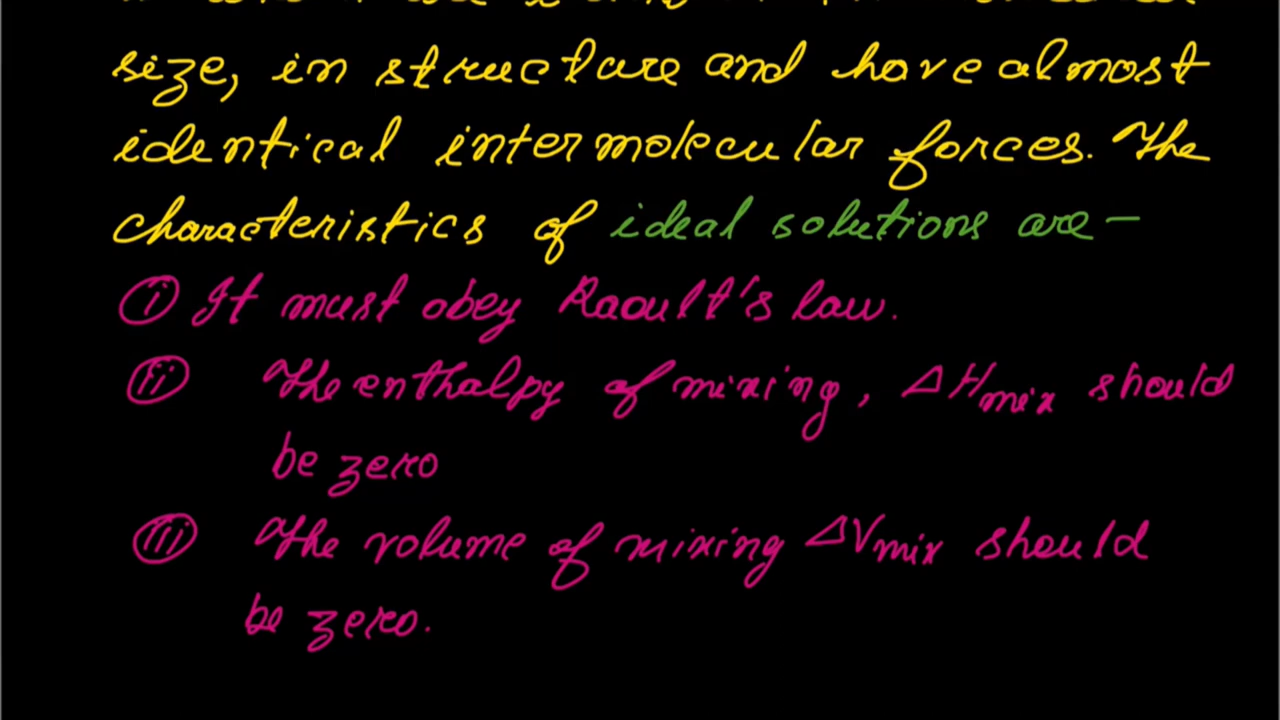 size, in structure and have almost
identical intermolecular forces. The
characteristics of ideal solutions are-
(i) It must obey Raoult's law.
(ii) The enthalpy of mixing, ΔHmix should
be zero
(iii) The volume of mixing ΔVmix should
be zero.